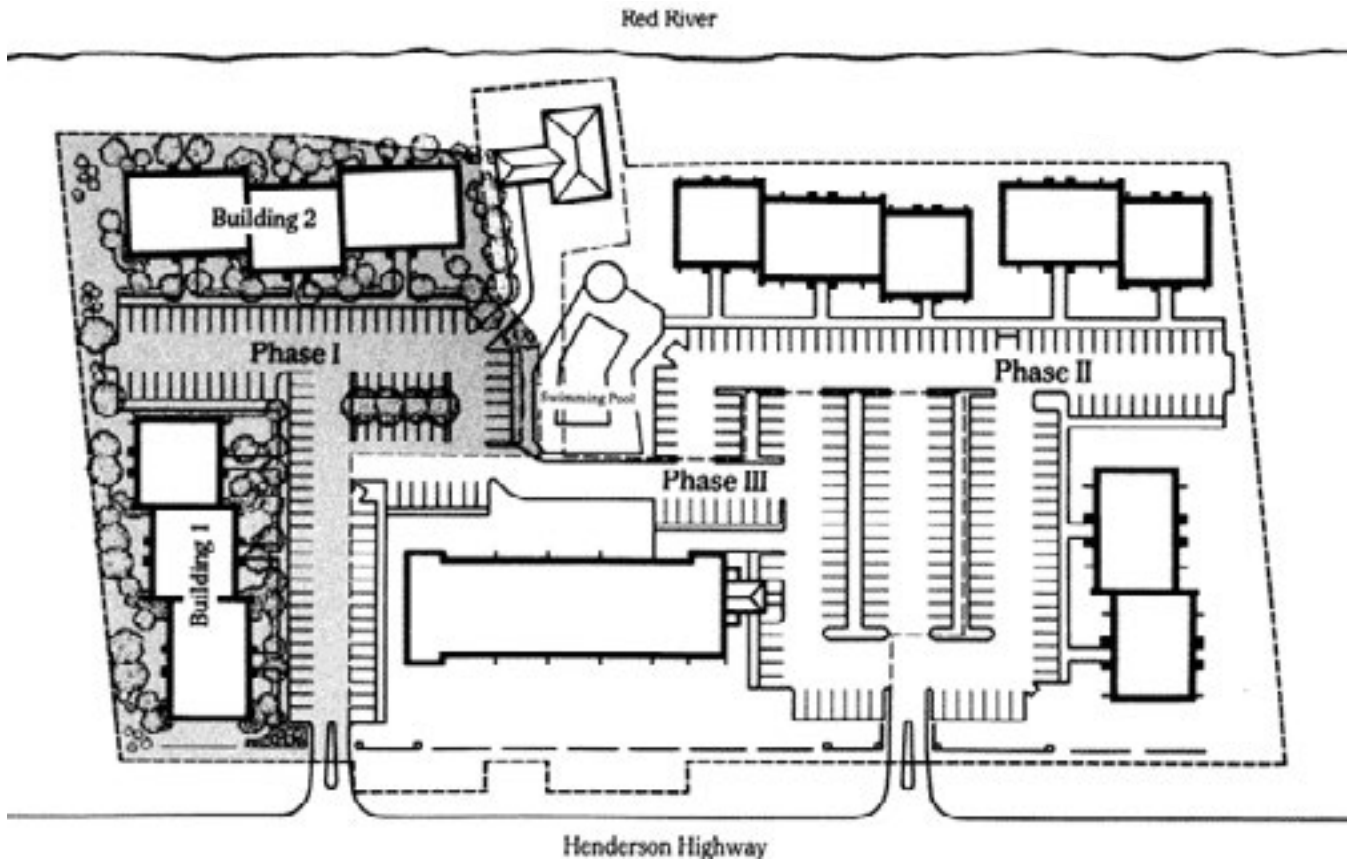 Red River
Building 2
Phase I
Phase II
Swimming Pool
Phase III
Building 1
Henderson Highway